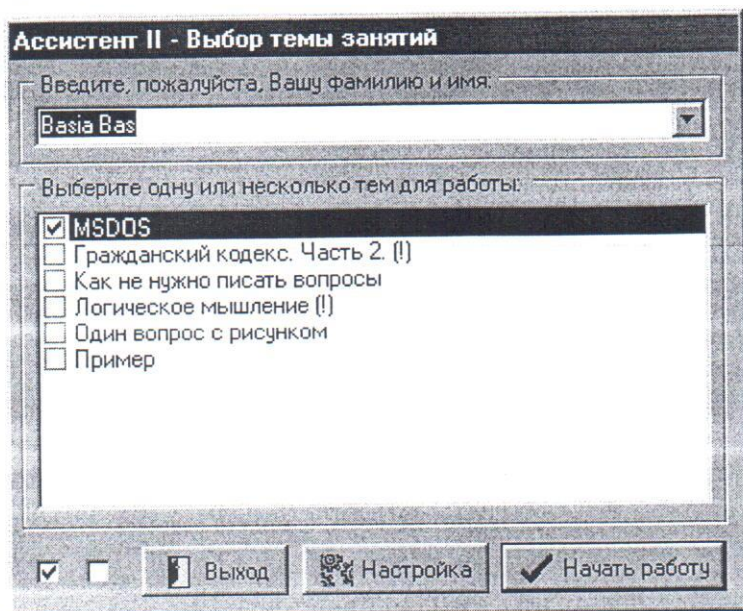 Ассистент II - Выбор темы занятий
Введите, пожалуйста, Вашу фамилию и имя:
Basia Bas
Выберите одну или несколько тем для работы:
MSDOS
Гражданский кодекс. Часть 2. (!)
Как не нужно писать вопросы
Логическое мышление (!)
Один вопрос с рисунком
Пример
Выход Настройка Начать работу